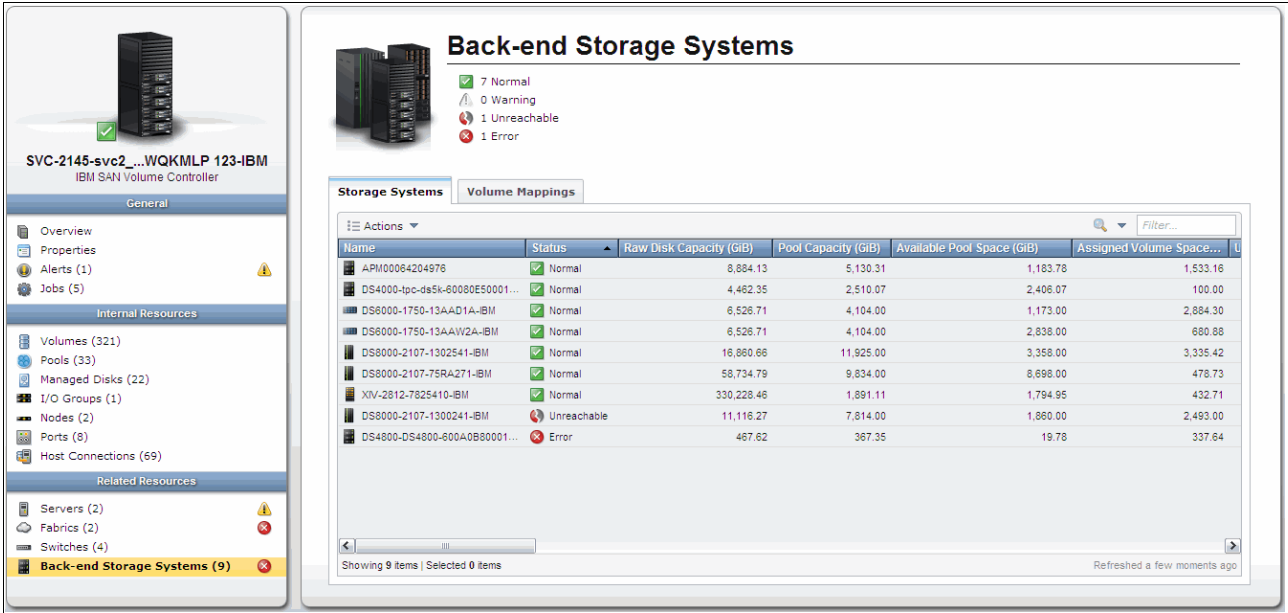 SVC-2145-svc2_...WQKMLP 123-IBM
IBM SAN Volume Controller
General
Overview
Properties
Alerts (1)
Jobs (5)
Internal Resources
Volumes (321)
Pools (33)
Managed Disks (22)
I/O Groups (1)
Nodes (2)
Ports (8)
Host Connections (69)
Related Resources
Servers (2)
Fabrics (2)
Switches (4)
Back-end Storage Systems (9)
Back-end Storage Systems
7 Normal
0 Warning
1 Unreachable
1 Error
Storage Systems Volume Mappings
Actions Filter...
Name Status Raw Disk Capacity (GiB) Pool Capacity (GiB) Available Pool Space (GiB) Assigned Volume Space... U
APM00064204976 Normal 8,884.13 5,130.31 1,183.78 1,533.16
DS4000-tpc-ds5k-60080E50001... Normal 4,462.35 2,510.07 2,406.07 100.00
DS6000-1750-13AAD1A-IBM Normal 6,526.71 4,104.00 1,173.00 2,884.30
DS6000-1750-13AAW2A-IBM Normal 6,526.71 4,104.00 2,838.00 680.88
DS8000-2107-1302541-IBM Normal 16,860.66 11,925.00 3,358.00 3,335.42
DS8000-2107-75RA271-IBM Normal 58,734.79 9,834.00 8,698.00 478.73
XIV-2812-7825410-IBM Normal 330,228.46 1,891.11 1,794.95 432.71
DS8000-2107-1300241-IBM Unreachable 11,116.27 7,814.00 1,860.00 2,493.00
DS4800-DS4800-600A0B80001... Error 467.62 367.35 19.78 337.64
Showing 9 items | Selected 0 items Refreshed a few moments ago